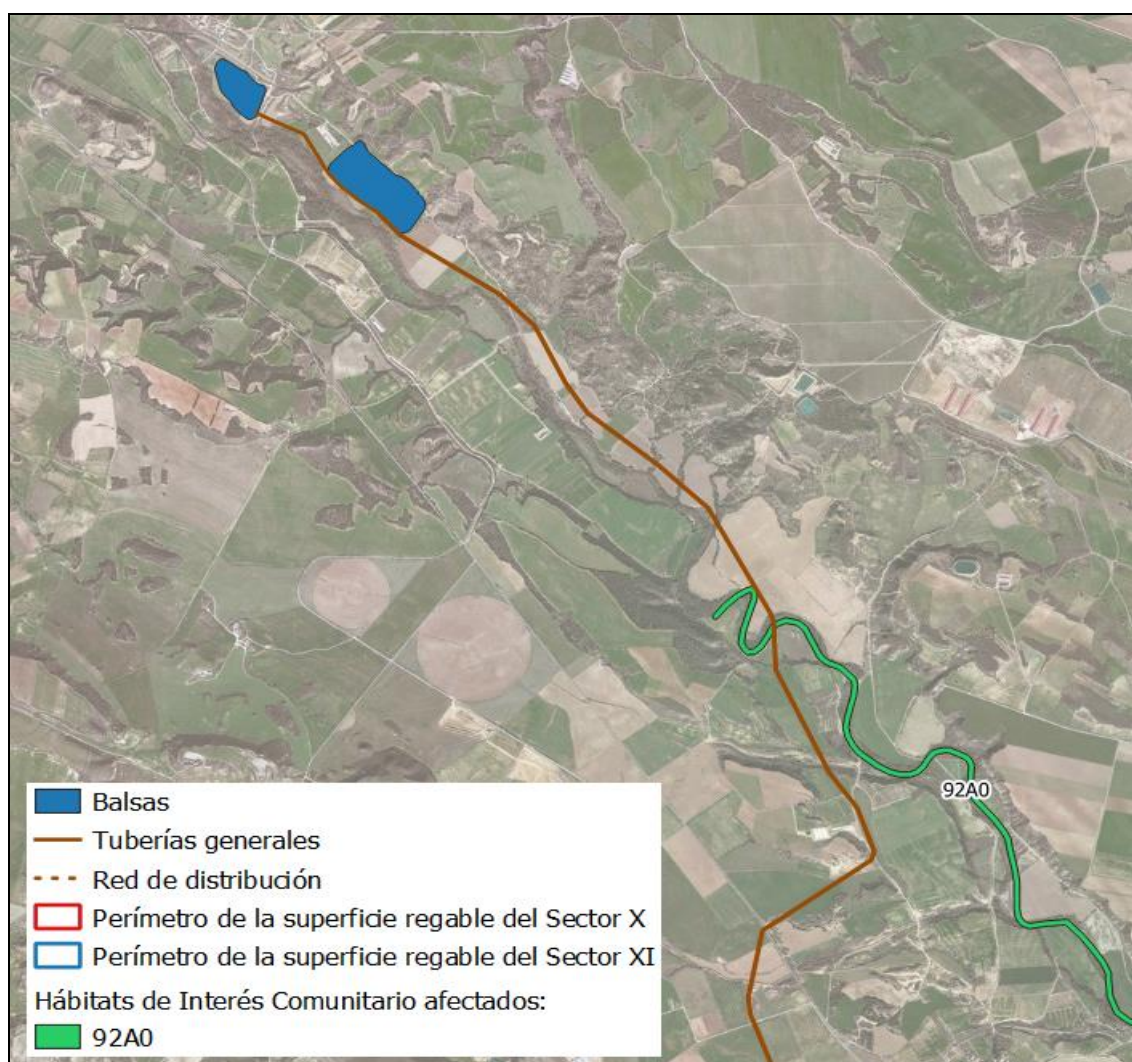 92A0
Balsas
Tuberías generales
Red de distribución
Perímetro de la superficie regable del Sector X
Perímetro de la superficie regable del Sector XI
Hábitats de Interés Comunitario afectados:
92A0